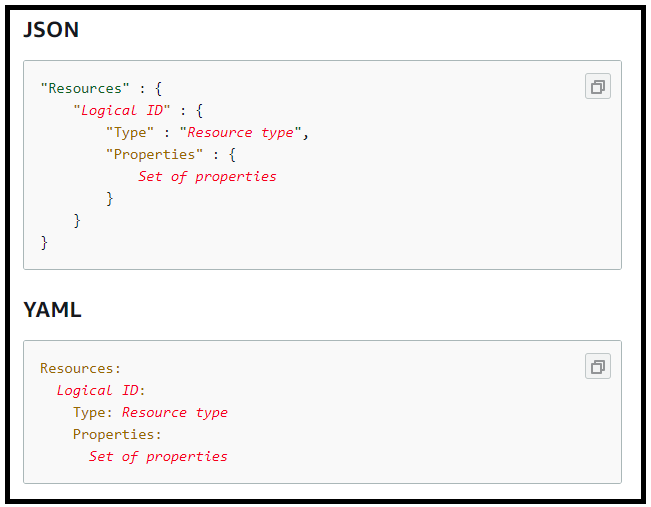 JSON
"Resources" : {
    "Logical ID" : {
        "Type" : "Resource type",
        "Properties" : {
            Set of properties
        }
    }
}
YAML
Resources:
  Logical ID:
    Type: Resource type
    Properties:
      Set of properties